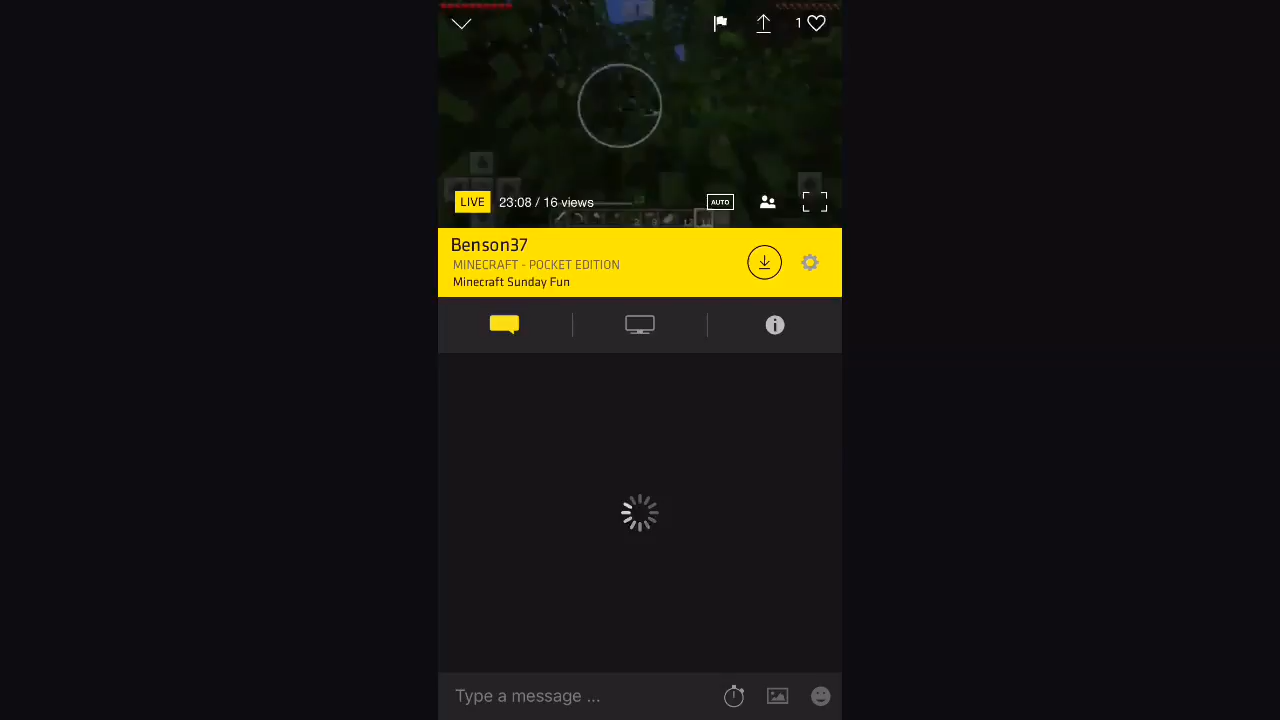 1
LIVE 23:08 / 16 views AUTO
Benson37
MINECRAFT - POCKET EDITION
Minecraft Sunday Fun
Type a message ...